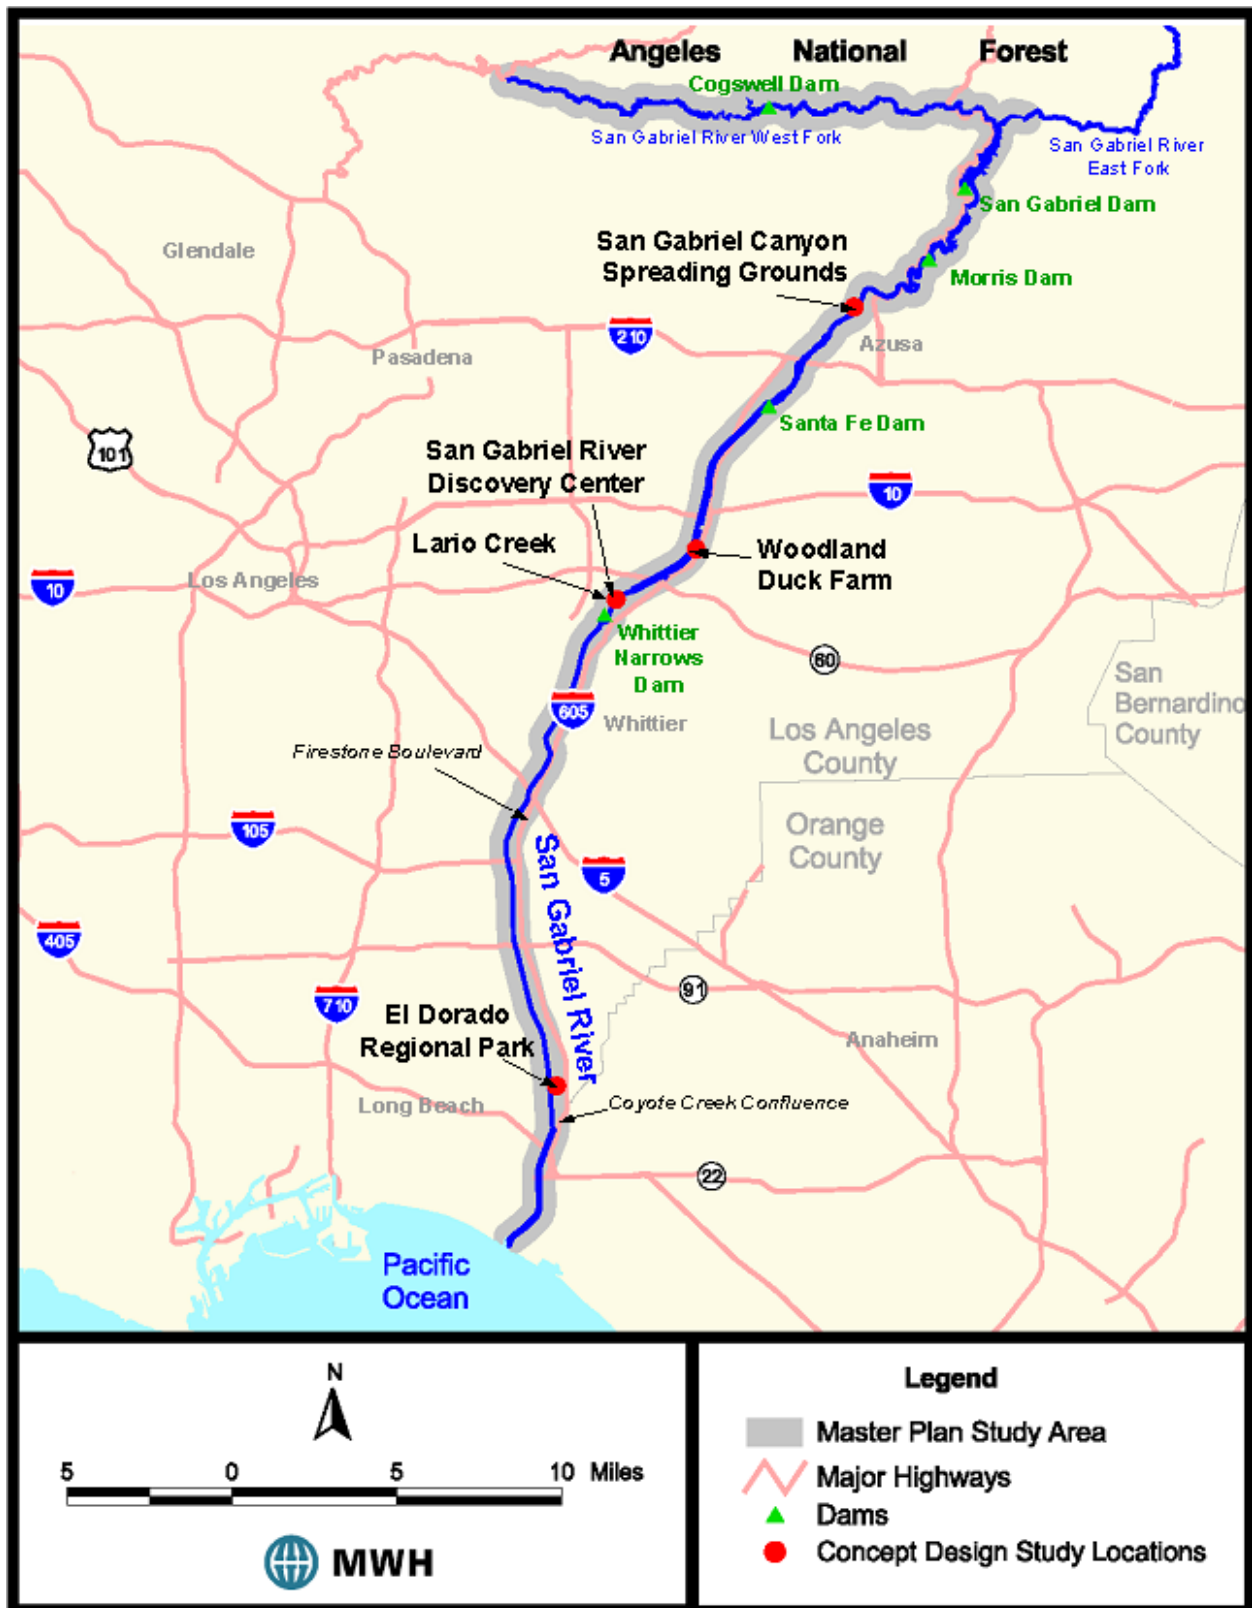 Angeles National Forest
Cogswell Dam
San Gabriel River West Fork
San Gabriel River
East Fork
San Gabriel Dam
San Gabriel Canyon
Spreading Grounds
Morris Dam
Glendale
210
Azusa
Pasadena
Santa Fe Dam
101
San Gabriel River
Discovery Center
10
Lario Creek
Woodland
Duck Farm
10
Los Angeles
Whittier
Narrows
Dam
60
San
Bernardino
County
605
Whittier
Los Angeles
County
Firestone Boulevard
105
Orange
County
5
San Gabriel River
405
91
710
El Dorado
Regional Park
Anaheim
Long Beach
Coyote Creek Confluence
22
Pacific
Ocean
N
5 0 5 10 Miles
MWH
Legend
Master Plan Study Area
Major Highways
Dams
Concept Design Study Locations